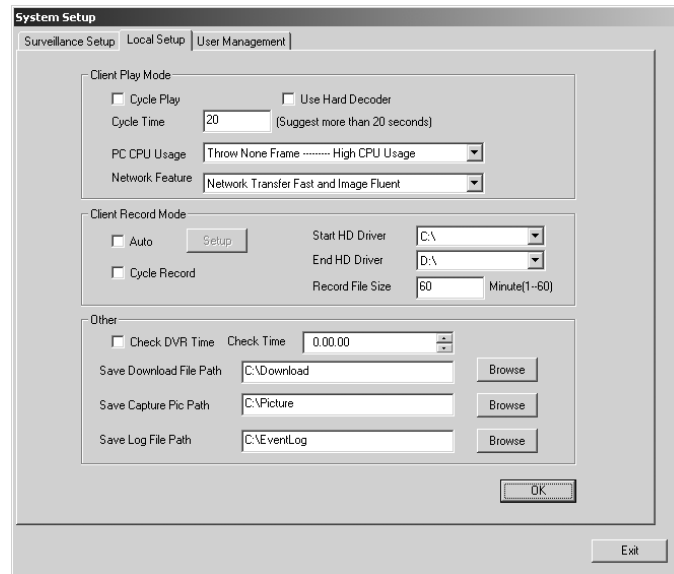 System Setup
Surveillance Setup Local Setup User Management
Client Play Mode
Cycle Play Use Hard Decoder
Cycle Time 20 (Suggest more than 20 seconds)
PC CPU Usage Throw None Frame --------- High CPU Usage
Network Feature Network Transfer Fast and Image Fluent
Client Record Mode
Auto Setup Start HD Driver C:\
End HD Driver D:\
Cycle Record
Record File Size 60 Minute(1--60)
Other
Check DVR Time Check Time 0.00.00
Save Download File Path C:\Download Browse
Save Capture Pic Path C:\Picture Browse
Save Log File Path C:\EventLog Browse
OK
Exit